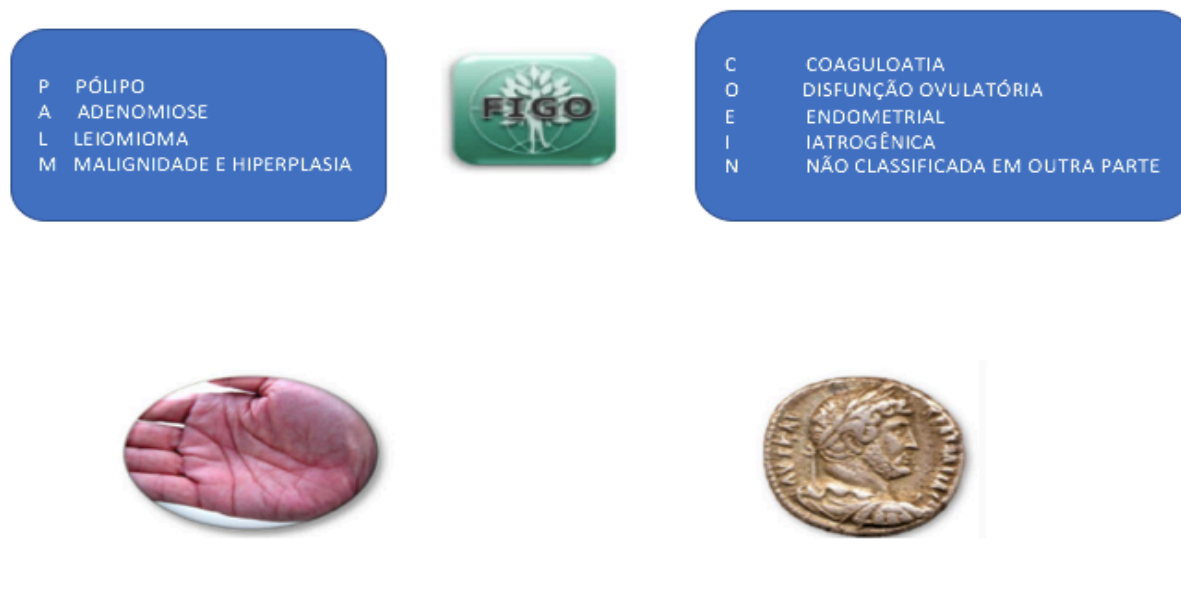 P PÓLIPO
A ADENOMIOSE
L LEIOMIOMA
M MALIGNIDADE E HIPERPLASIA
FIGO
C COAGULOATIA
O DISFUNÇÃO OVULATÓRIA
E ENDOMETRIAL
I IATROGÊNICA
N NÃO CLASSIFICADA EM OUTRA PARTE